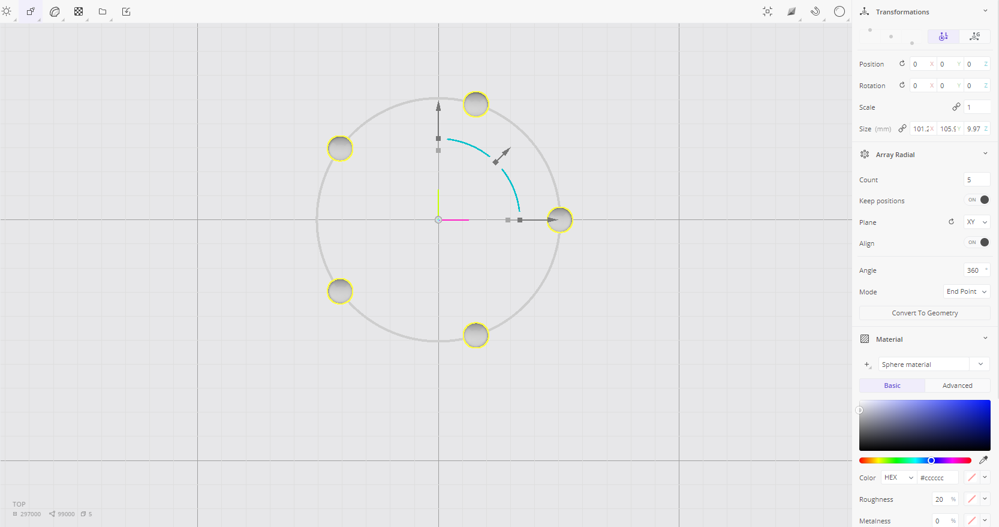 Transformations
L G
Position 0 X 0 Y 0 Z
Rotation 0 X 0 Y 0 Z
Scale 1
Size (mm) 101.2 X 105.9 Y 9.97 Z
Array Radial
Count 5
Keep positions ON
Plane XY
Align ON
Angle 360 °
Mode End Point
Convert To Geometry
Material
+ Sphere material
Basic Advanced
Color HEX #cccccc
Roughness 20 %
Metalness 0 %
TOP
297000 99000 5